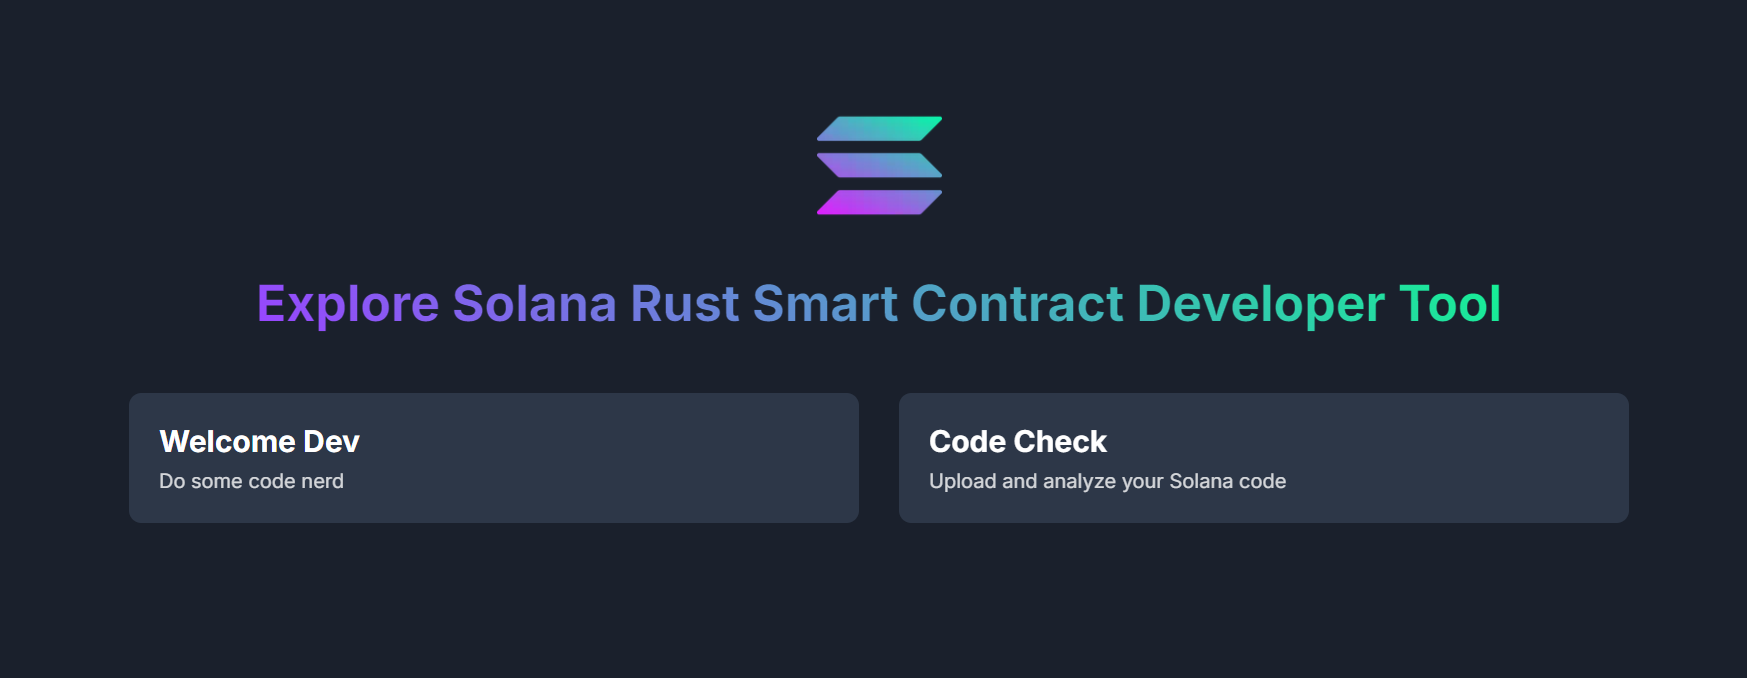 Explore Solana Rust Smart Contract Developer Tool
Welcome Dev
Do some code nerd
Code Check
Upload and analyze your Solana code